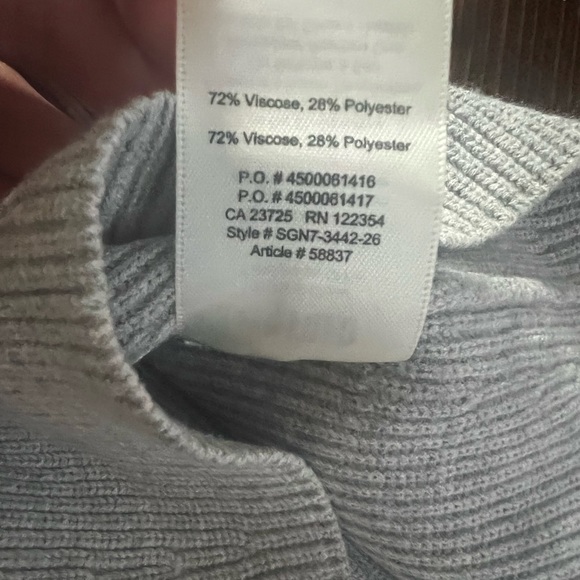 72% Viscose, 28% Polyester
72% Viscose, 28% Polyester
P.O. # 4500061416
P.O. # 4500061417
CA 23725 RN 122354
Style # SGN7-3442-26
Article # 58837